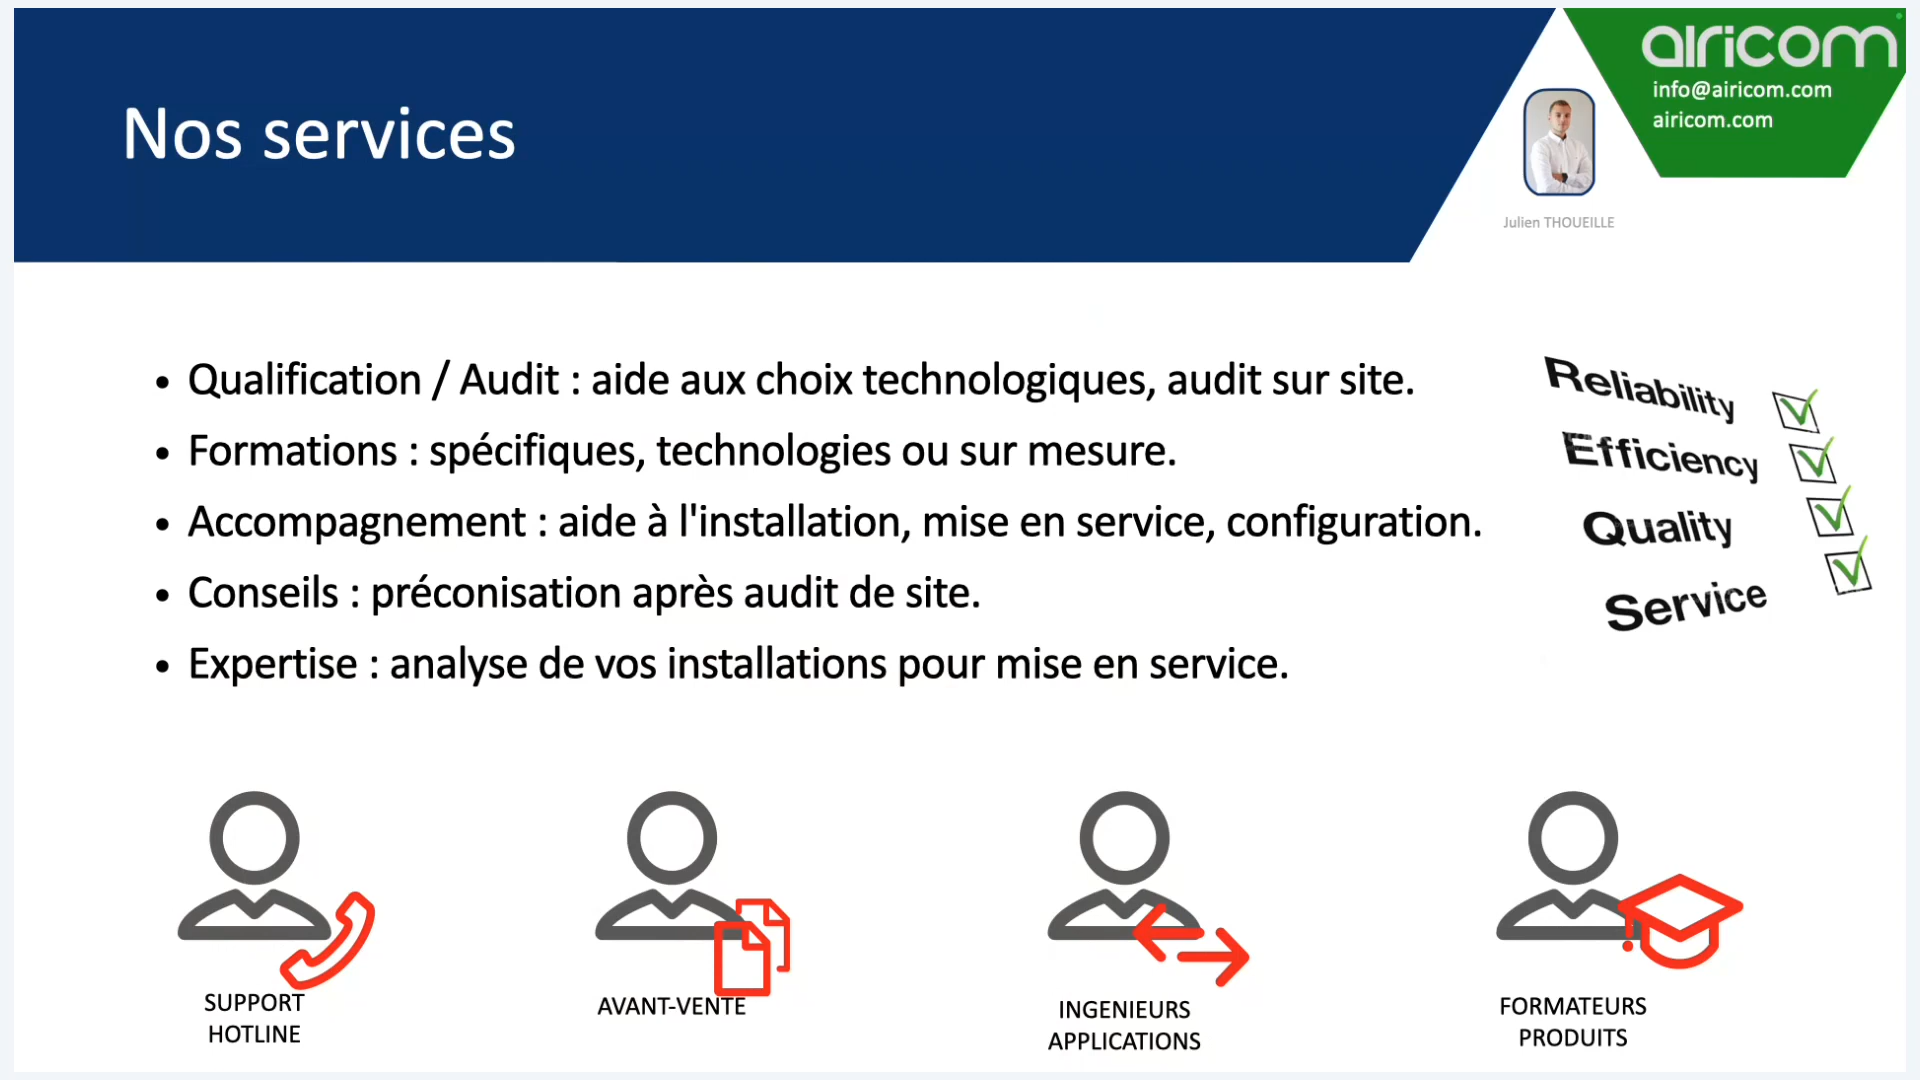 Nos services
airicom
info@airicom.com
airicom.com
Julien THOUEILLE
• Qualification / Audit : aide aux choix technologiques, audit sur site.
• Formations : spécifiques, technologies ou sur mesure.
• Accompagnement : aide à l'installation, mise en service, configuration.
• Conseils : préconisation après audit de site.
• Expertise : analyse de vos installations pour mise en service.
Reliability
Efficiency
Quality
Service
SUPPORT
HOTLINE
AVANT-VENTE
INGENIEURS
APPLICATIONS
FORMATEURS
PRODUITS